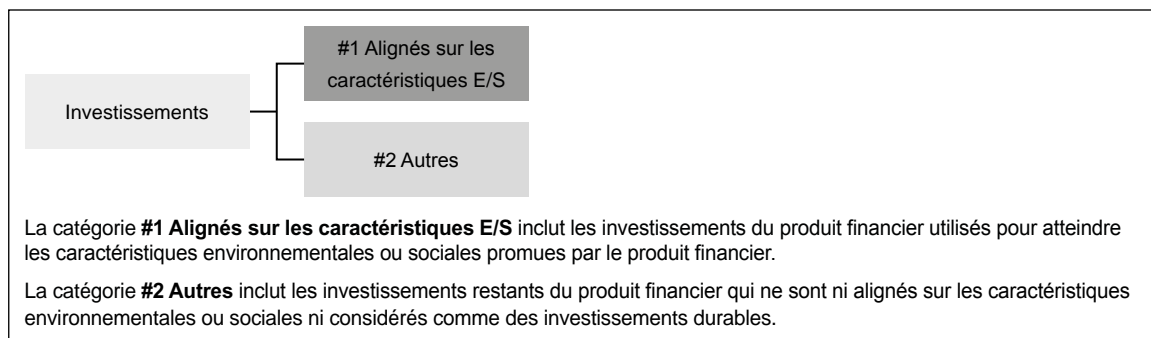 #1 Alignés sur les
caractéristiques E/S
Investissements
#2 Autres
La catégorie #1 Alignés sur les caractéristiques E/S inclut les investissements du produit financier utilisés pour atteindre
les caractéristiques environnementales ou sociales promues par le produit financier.
La catégorie #2 Autres inclut les investissements restants du produit financier qui ne sont ni alignés sur les caractéristiques
environnementales ou sociales ni considérés comme des investissements durables.